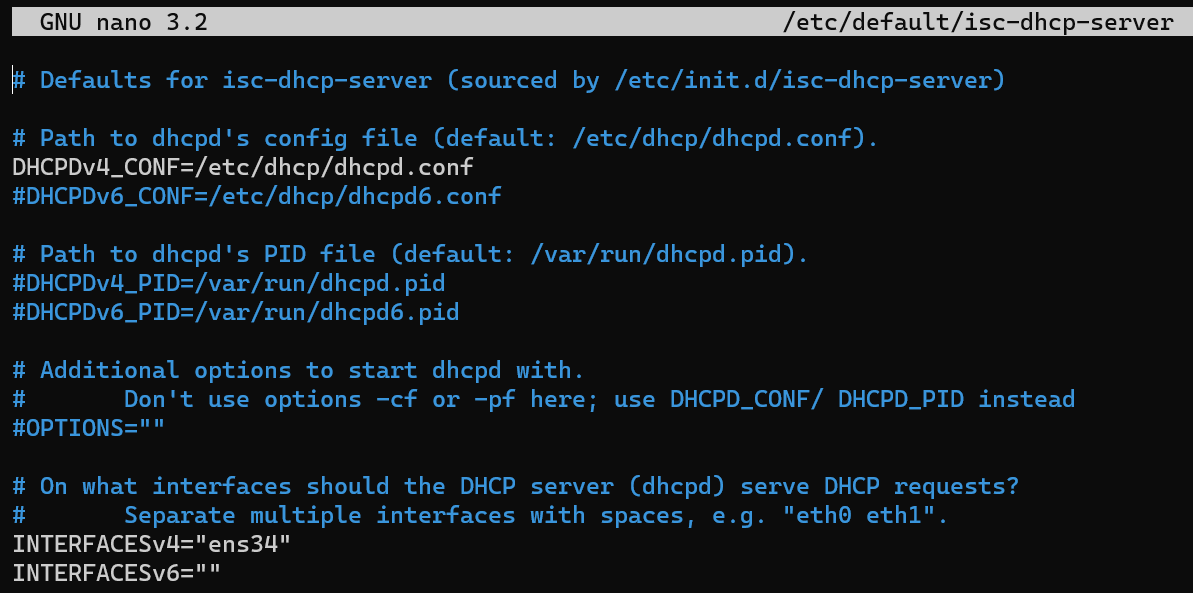 GNU nano 3.2 /etc/default/isc-dhcp-server
# Defaults for isc-dhcp-server (sourced by /etc/init.d/isc-dhcp-server)
# Path to dhcpd's config file (default: /etc/dhcp/dhcpd.conf).
DHCPDv4_CONF=/etc/dhcp/dhcpd.conf
#DHCPDv6_CONF=/etc/dhcp/dhcpd6.conf
# Path to dhcpd's PID file (default: /var/run/dhcpd.pid).
#DHCPDv4_PID=/var/run/dhcpd.pid
#DHCPDv6_PID=/var/run/dhcpd6.pid
# Additional options to start dhcpd with.
#       Don't use options -cf or -pf here; use DHCPD_CONF/ DHCPD_PID instead
#OPTIONS=""
# On what interfaces should the DHCP server (dhcpd) serve DHCP requests?
#       Separate multiple interfaces with spaces, e.g. "eth0 eth1".
INTERFACESv4="ens34"
INTERFACESv6=""